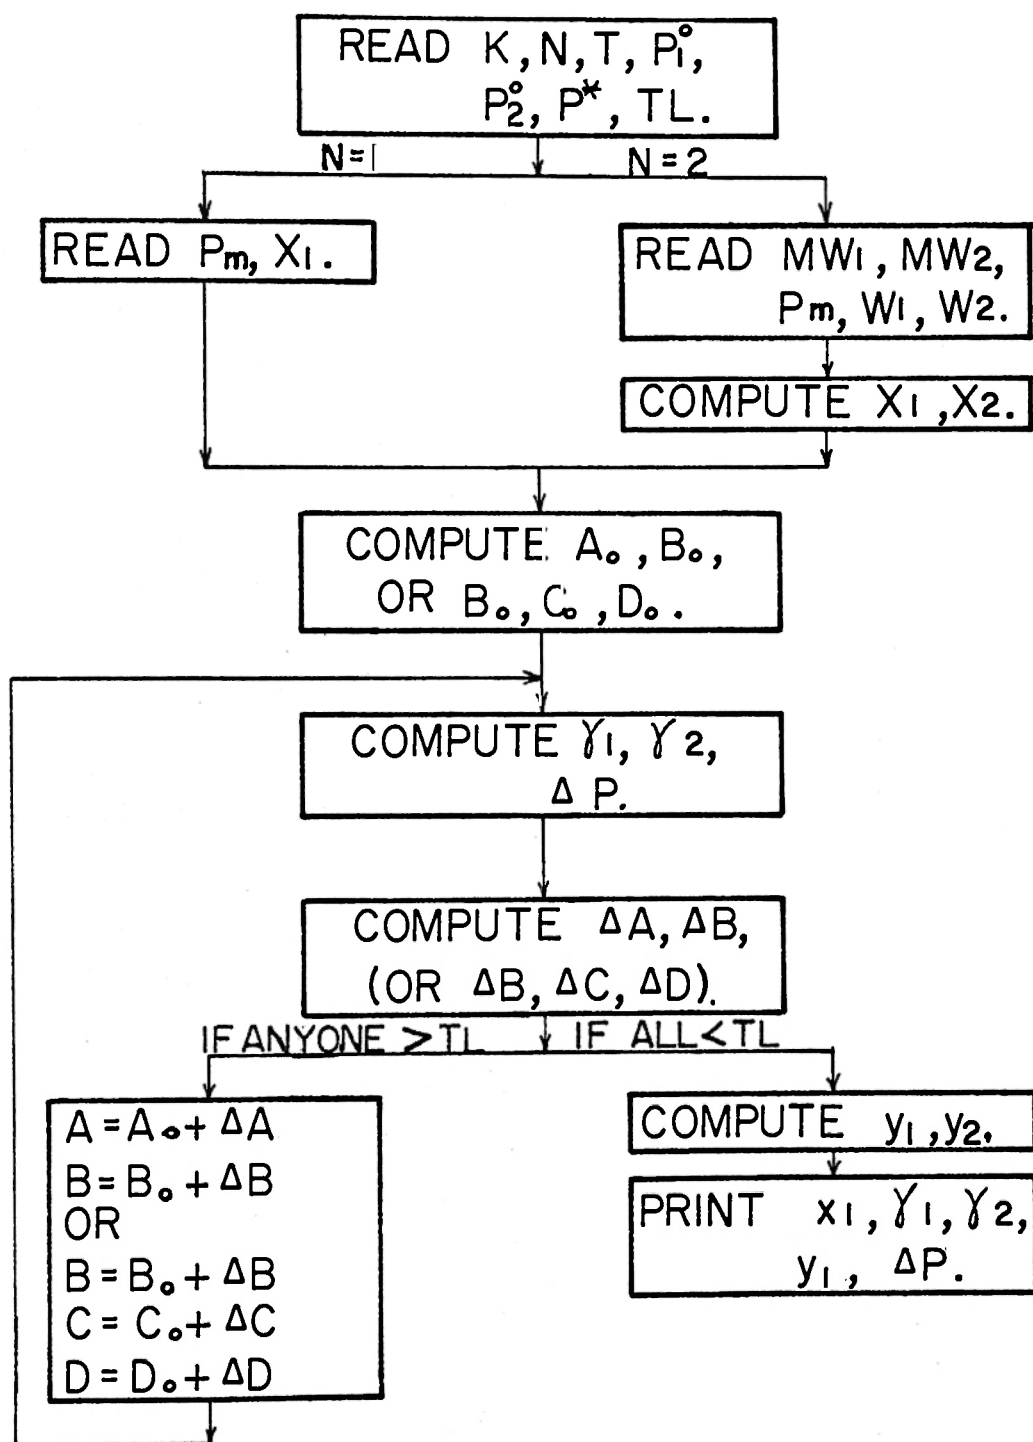 READ K, N, T, P₁°,
P₂°, P*, TL.
N=1
N=2
READ Pm, X1.
READ MW1, MW2,
Pm, W1, W2.
COMPUTE X1, X2.
COMPUTE A₀, B₀,
OR B₀, C₀, D₀.
COMPUTE γ1, γ2,
Δ P.
COMPUTE ΔA, ΔB,
(OR ΔB, ΔC, ΔD).
IF ANYONE >TL
IF ALL<TL
A=A₀+ ΔA
B=B₀+ ΔB
OR
B=B₀+ ΔB
C=C₀+ ΔC
D=D₀+ ΔD
COMPUTE y₁, y₂.
PRINT x1, γ1, γ2,
y₁, ΔP.